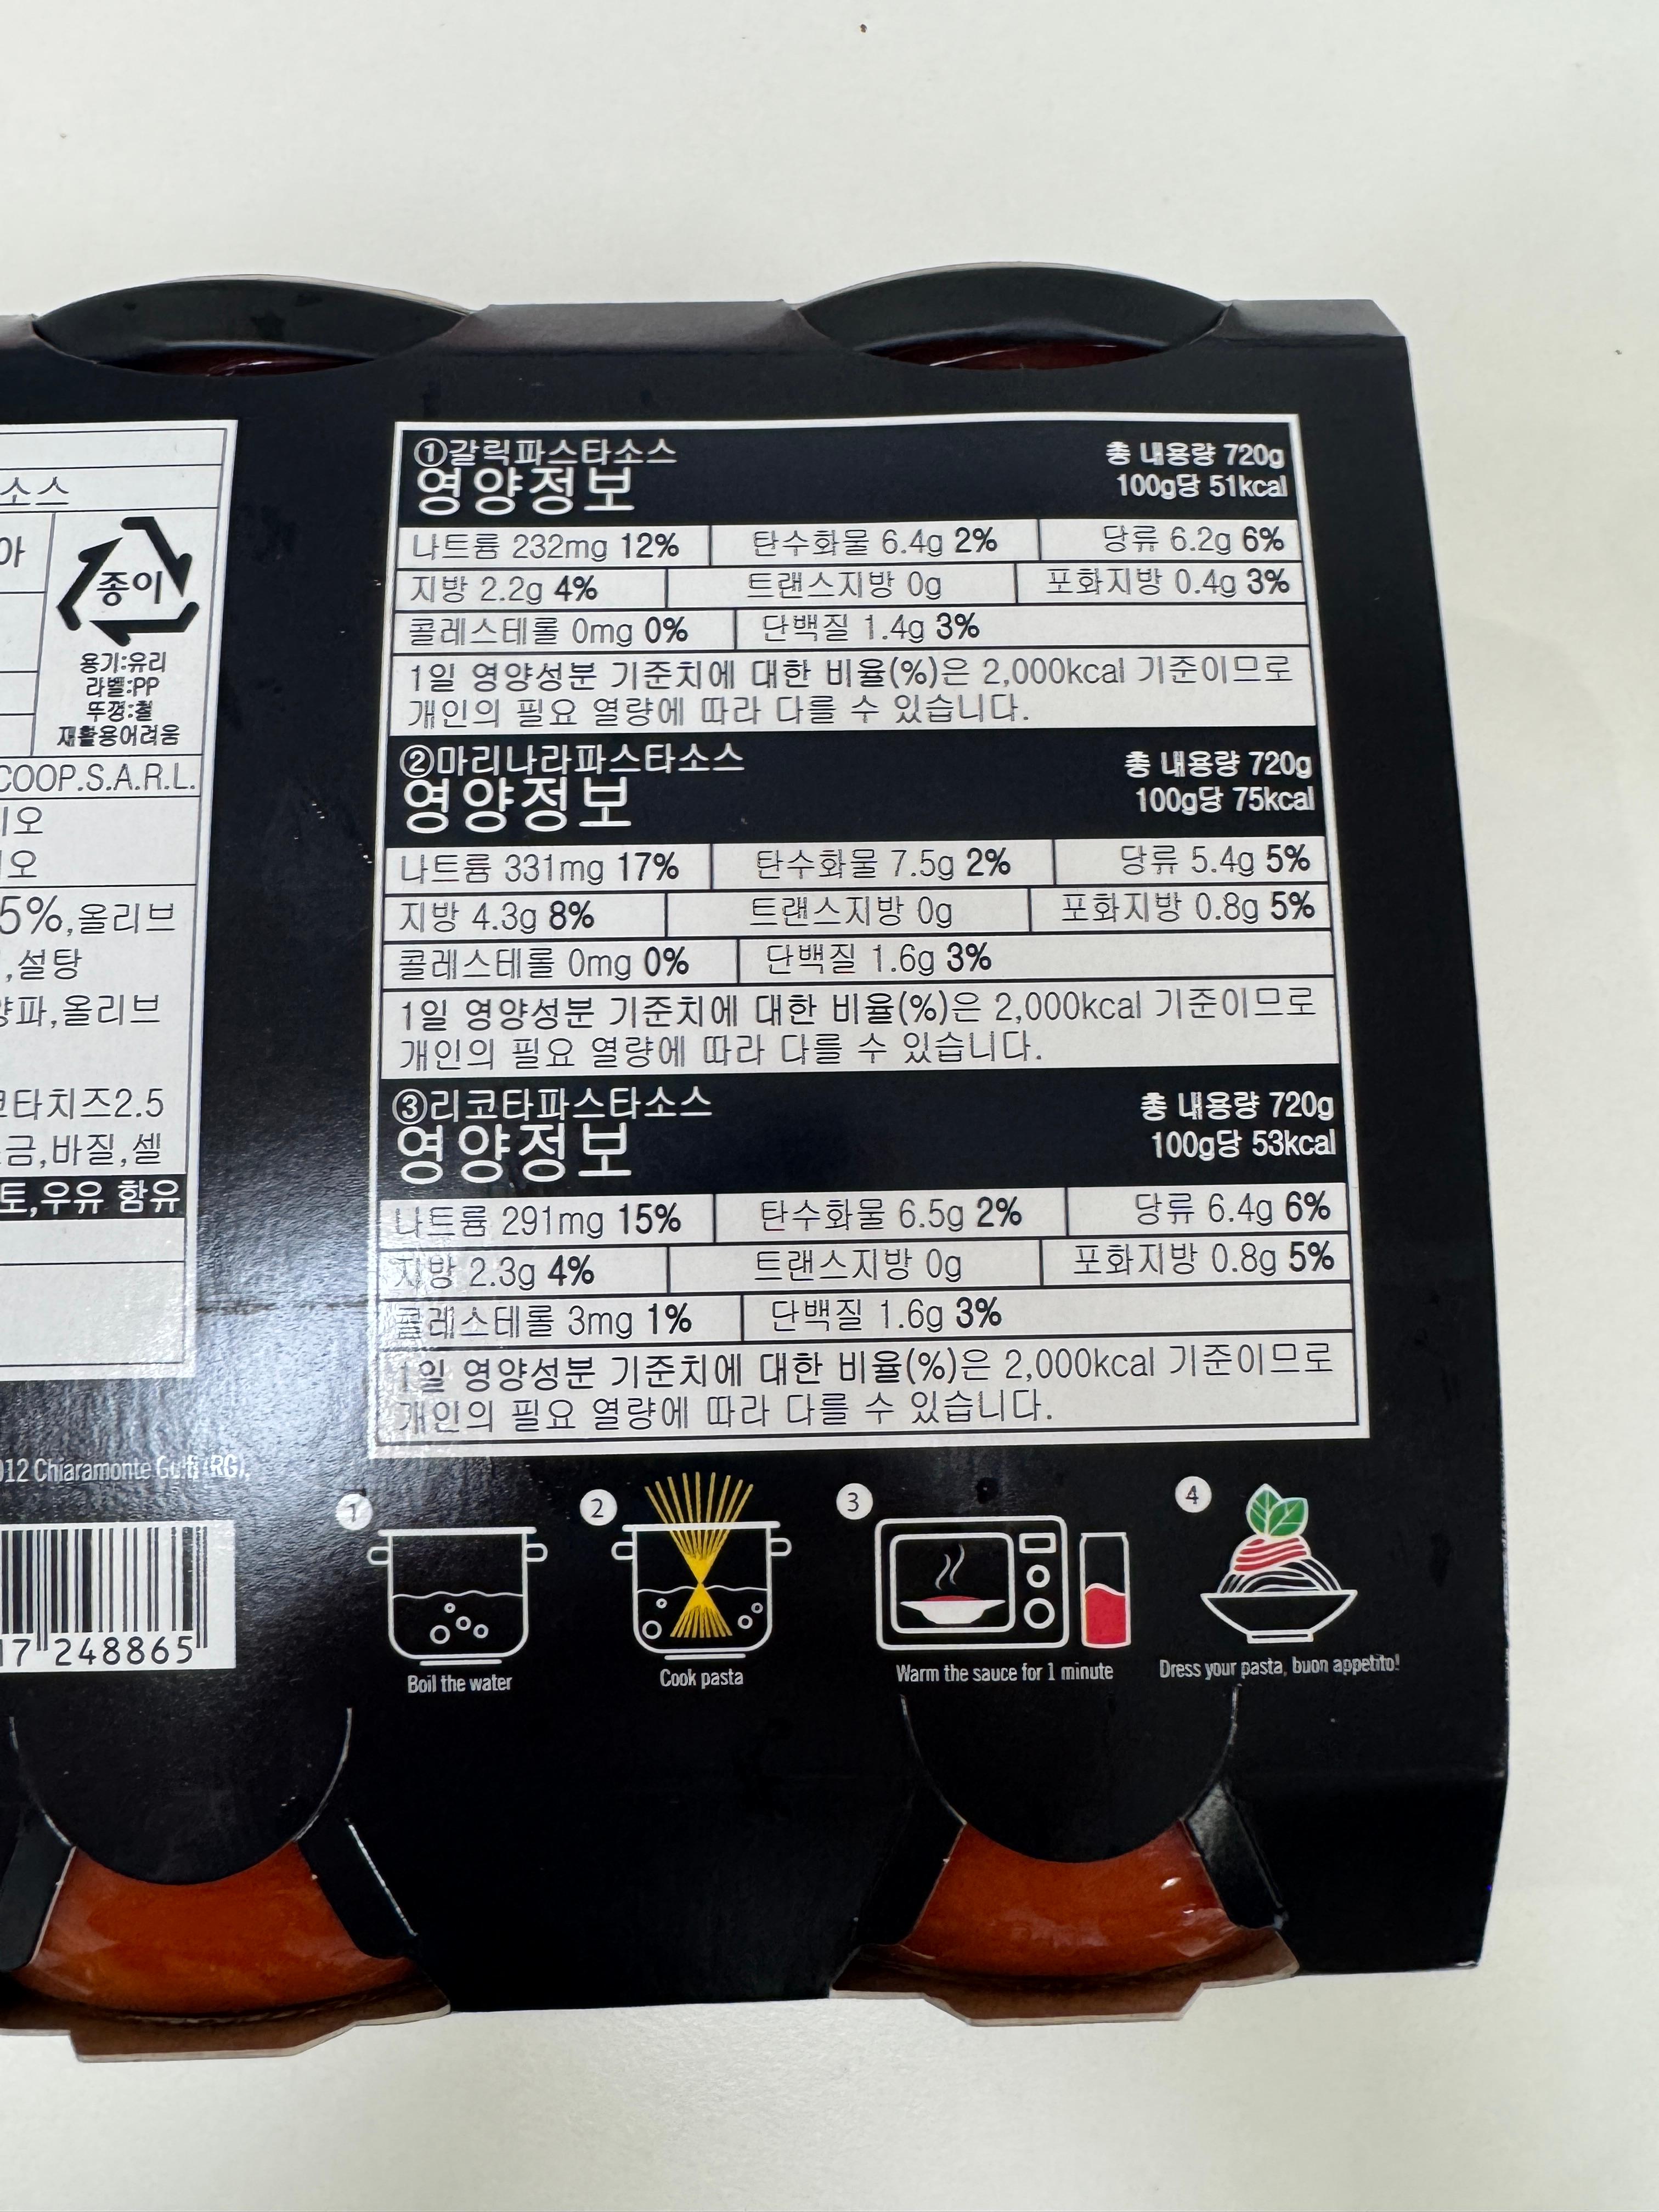 소스
아
종이
용기:유리
라벨:PP
뚜껑:철
재활용어려움
COOP.S.A.R.L.
오
오
5%,올리브
,설탕
양파,올리브
타치즈2.5
금,바질,셀
토,우유 함유
012 Chiaramonte Gulfi (RG),
17 248865
①갈릭파스타소스
영양정보
총 내용량 720g
100g당 51kcal
나트륨 232mg 12% 탄수화물 6.4g 2% 당류 6.2g 6%
지방 2.2g 4% 트랜스지방 0g 포화지방 0.4g 3%
콜레스테롤 0mg 0% 단백질 1.4g 3%
1일 영양성분 기준치에 대한 비율(%)은 2,000kcal 기준이므로
개인의 필요 열량에 따라 다를 수 있습니다.
②마리나라파스타소스
영양정보
총 내용량 720g
100g당 75kcal
나트륨 331mg 17% 탄수화물 7.5g 2% 당류 5.4g 5%
지방 4.3g 8% 트랜스지방 0g 포화지방 0.8g 5%
콜레스테롤 0mg 0% 단백질 1.6g 3%
1일 영양성분 기준치에 대한 비율(%)은 2,000kcal 기준이므로
개인의 필요 열량에 따라 다를 수 있습니다.
③리코타파스타소스
영양정보
총 내용량 720g
100g당 53kcal
나트륨 291mg 15% 탄수화물 6.5g 2% 당류 6.4g 6%
지방 2.3g 4% 트랜스지방 0g 포화지방 0.8g 5%
콜레스테롤 3mg 1% 단백질 1.6g 3%
1일 영양성분 기준치에 대한 비율(%)은 2,000kcal 기준이므로
개인의 필요 열량에 따라 다를 수 있습니다.
1
Boil the water
2
Cook pasta
3
Warm the sauce for 1 minute
4
Dress your pasta, buon appetito!